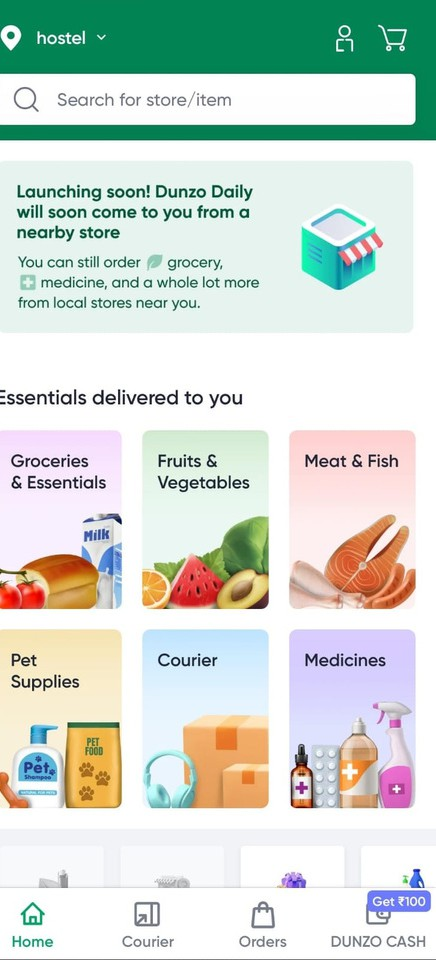 hostel
Search for store/item
Launching soon! Dunzo Daily
will soon come to you from a
nearby store
You can still order grocery,
medicine, and a whole lot more
from local stores near you.
Essentials delivered to you
Groceries
& Essentials
Milk
Fruits &
Vegetables
Meat & Fish
Pet
Supplies
Pet
Shampoo
NATURAL FOR PETS
PET
FOOD
Courier
Medicines
Get ₹100
Home
Courier
Orders
DUNZO CASH